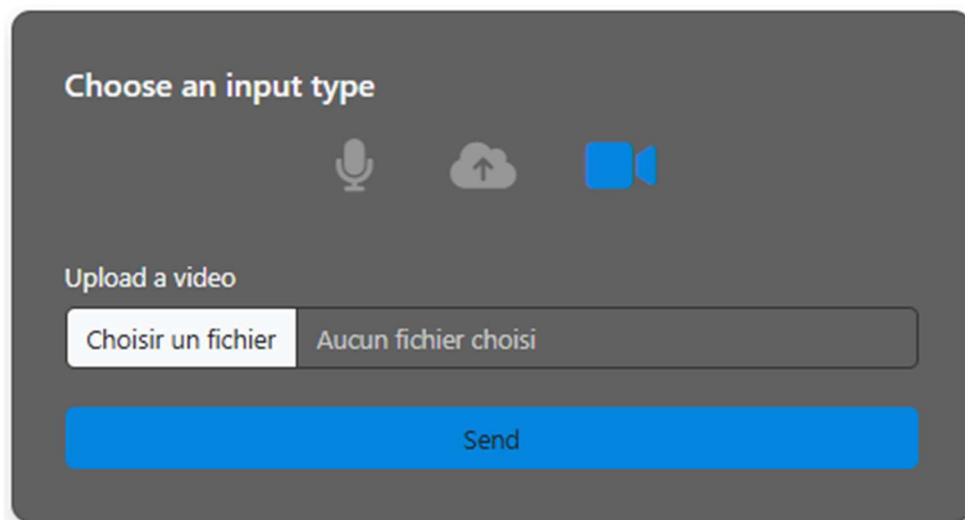 Choose an input type
Upload a video
Choisir un fichier Aucun fichier choisi
Send